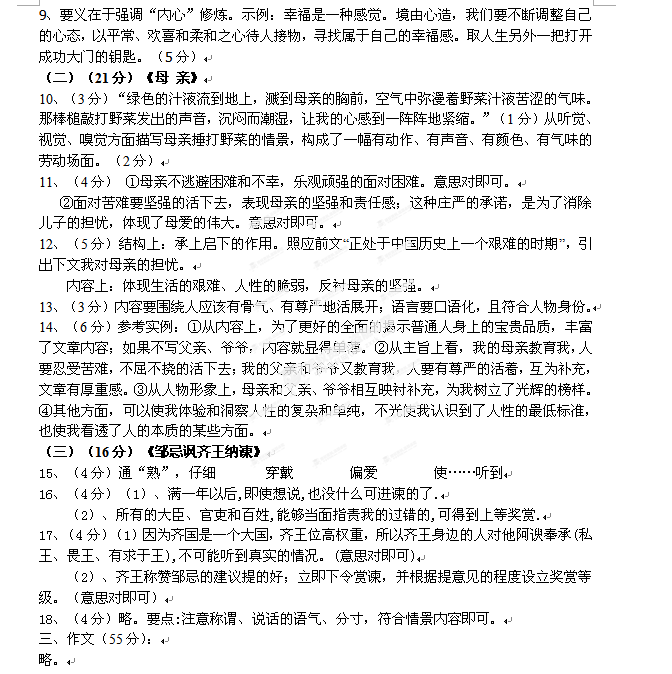 9、要义在于强调“内心”修炼。示例：幸福是一种感觉。境由心造，我们要不断调整自己
的心态，以平常、欢喜和柔和之心待人接物，寻找属于自己的幸福感。取人生另外一把打开
成功大门的钥匙。（5分）
（二）（21分）《母 亲》
10、（3分）“绿色的汁液流到地上，溅到母亲的胸前，空气中弥漫着野菜汁液苦涩的气味。
那棒槌敲打野菜发出的声音，沉闷而潮湿，让我的心感到一阵阵地紧缩。”（1分）从听觉、
视觉、嗅觉方面描写母亲捶打野菜的情景，构成了一幅有动作、有声音、有颜色、有气味的
劳动场面。（2分）
11、（4分） ①母亲不逃避困难和不幸，乐观顽强的面对困难。意思对即可。
②面对苦难要坚强的活下去，表现母亲的坚强和责任感；这种庄严的承诺，是为了消除
儿子的担忧，体现了母爱的伟大。意思对即可。
12、（5分）结构上：承上启下的作用。照应前文“正处于中国历史上一个艰难的时期”，引
出下文我对母亲的担忧。
内容上：体现生活的艰难、人性的脆弱，反衬母亲的坚强。
13、（3分）内容要围绕人应该有骨气、有尊严地活展开，语言要口语化，且符合人物身份。
14、（6分）参考实例：①从内容上，为了更好的全面的揭示普通人身上的宝贵品质，丰富
了文章内容；如果不写父亲、爷爷，内容就显得单薄。②从主旨上看，我的母亲教育我，人
要忍受苦难，不屈不挠的活下去；我的父亲和爷爷又教育我，人要有尊严的活着，互为补充，
文章有厚重感。③从人物形象上，母亲和父亲、爷爷相互映衬补充，为我树立了光辉的榜样。
④其他方面，可以使我体验和洞察人性的复杂和单纯，不光使我认识到了人性的最低标准，
也使我看透了人的本质的某些方面。
（三）（16分）《邹忌讽齐王纳谏》
15、（4分）通“熟”，仔细 穿戴 偏爱 使……听到
16、（4分）（1）、满一年以后,即使想说,也没什么可进谏的了.
（2）、所有的大臣、官吏和百姓,能够当面指责我的过错的,可得到上等奖赏.
17、（4分）(1)因为齐国是一个大国，齐王位高权重，所以齐王身边的人对他阿谀奉承(私
王、畏王、有求于王),不可能听到真实的情况。(意思即可)
（2）、齐王称赞邹忌的建议提的好；立即下令赏谏，并根据提意见的程度设立奖赏等
级。（意思对即可）
18、（4分）略。要点:注意称谓、说话的语气、分寸，符合情景内容即可。
三、作文(55分)：
略。